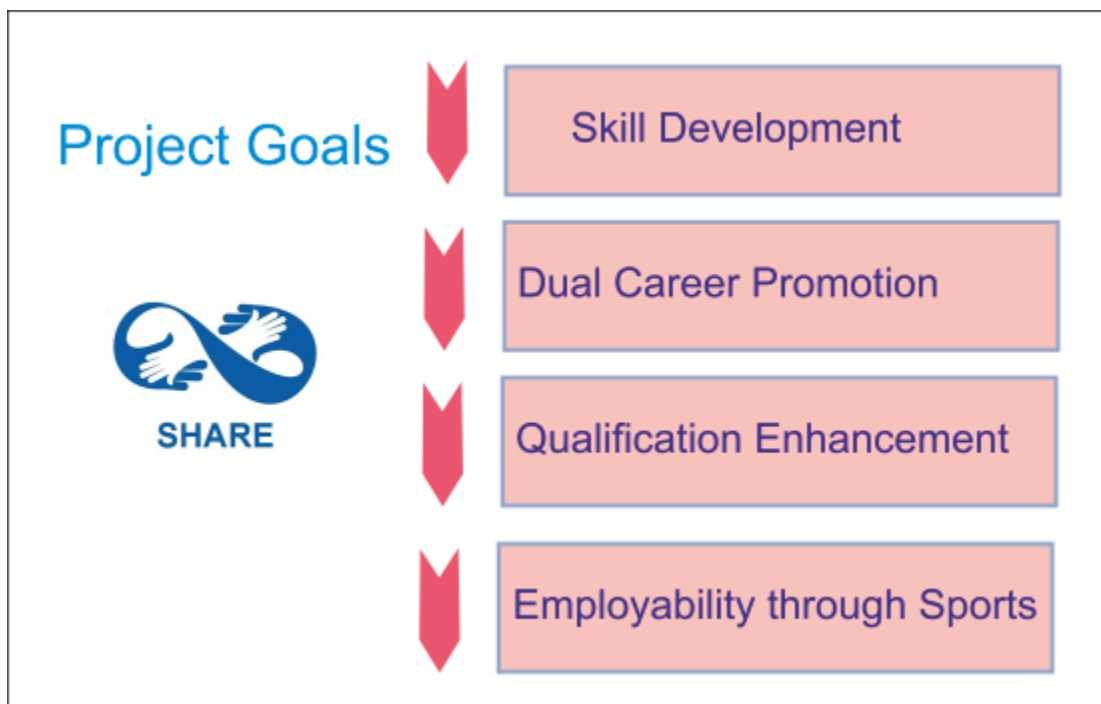 Project Goals
SHARE
Skill Development
Dual Career Promotion
Qualification Enhancement
Employability through Sports